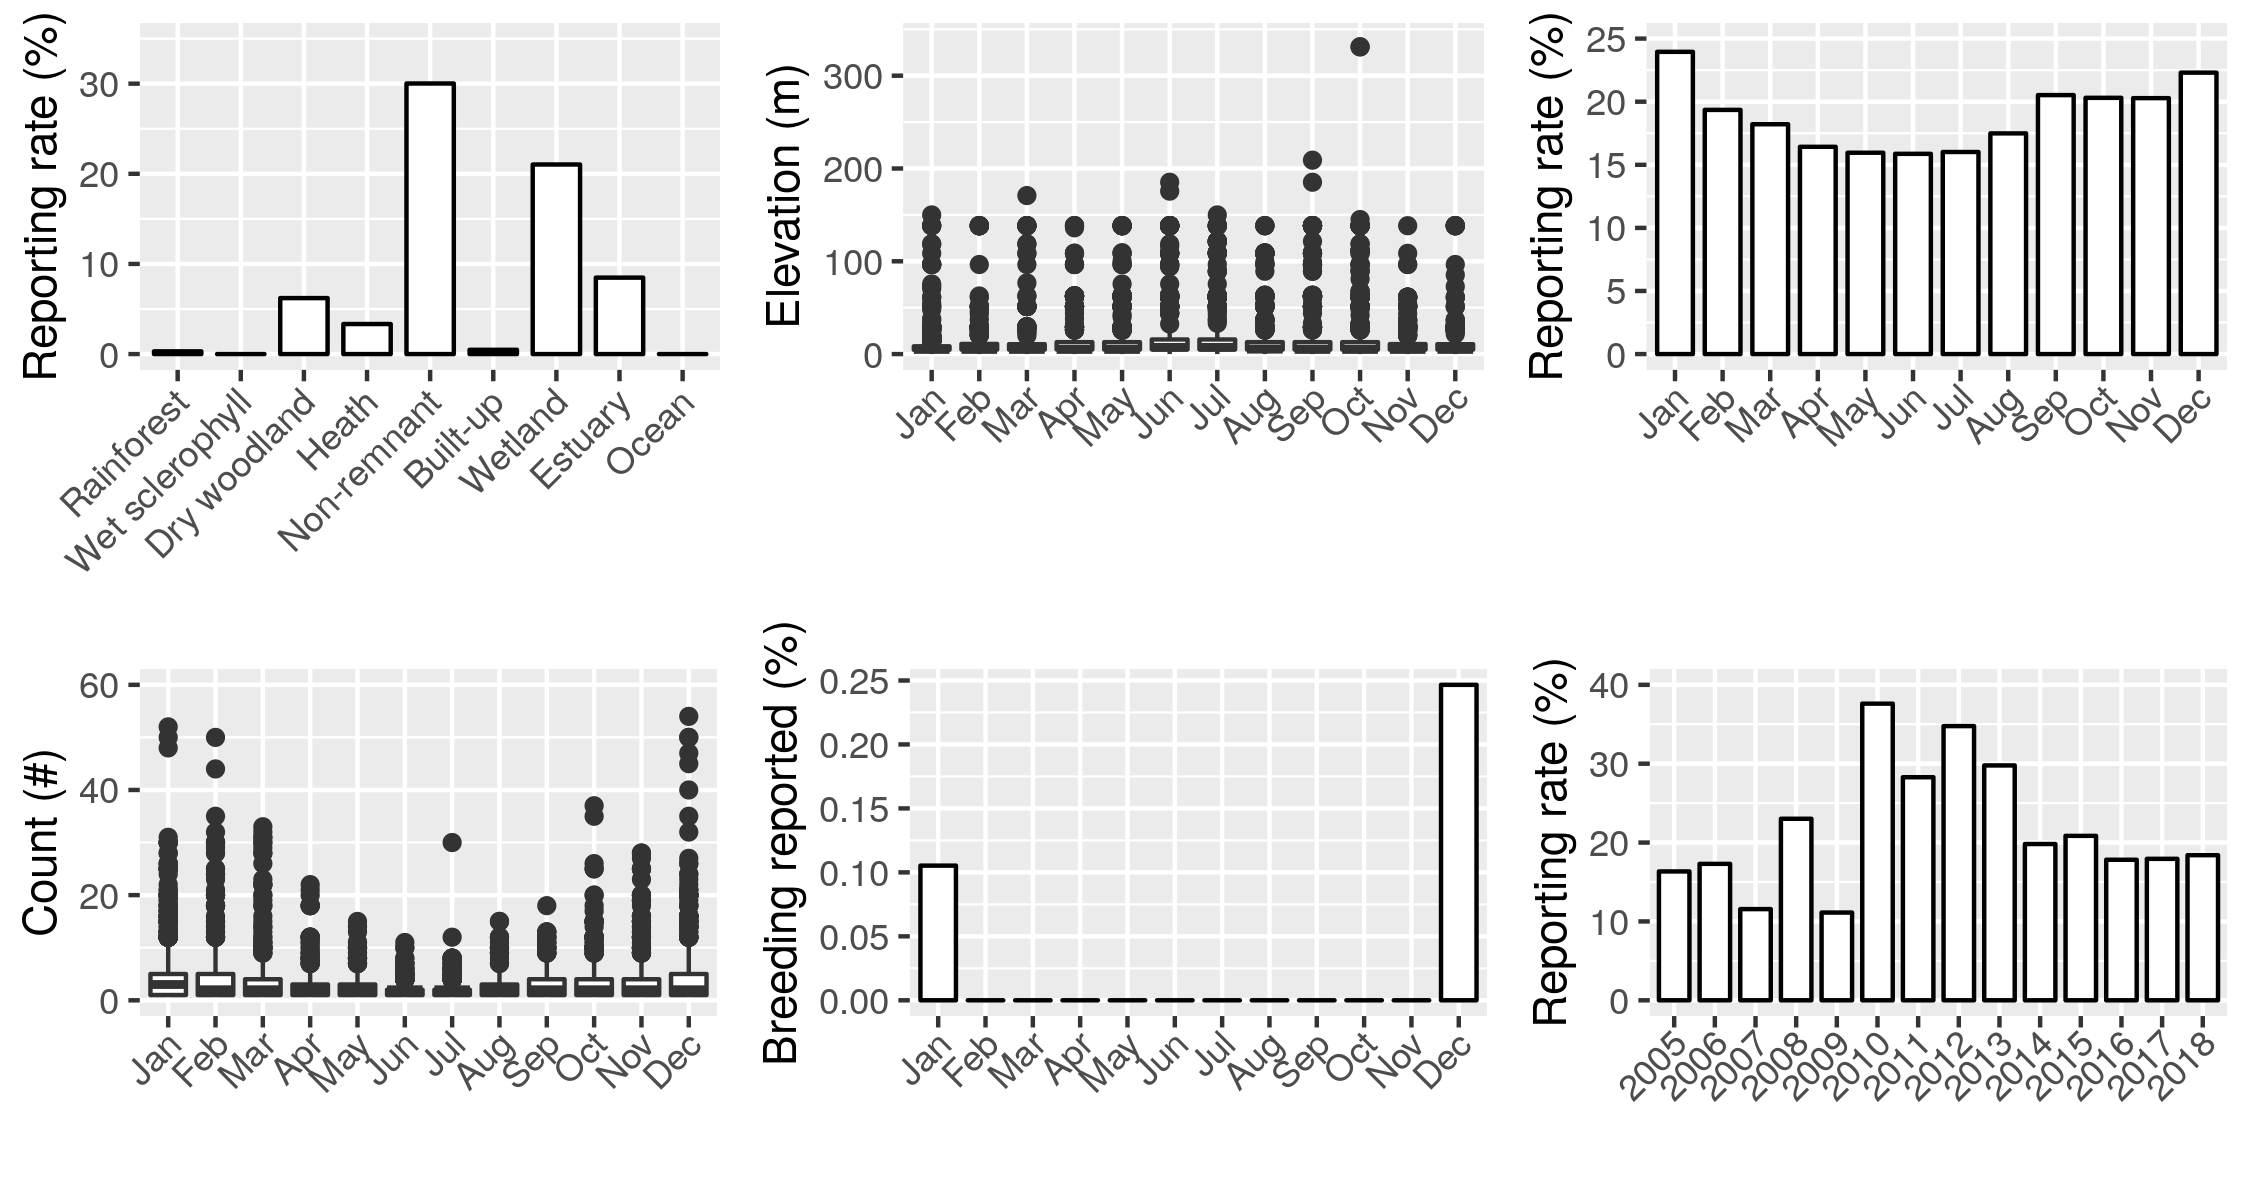 Reporting rate (%)
30
20
10
0
Rainforest
Wet sclerophyll
Dry woodland
Heath
Non-remnant
Built-up
Wetland
Estuary
Ocean
Elevation (m)
300
200
100
0
Jan
Feb
Mar
Apr
May
Jun
Jul
Aug
Sep
Oct
Nov
Dec
Reporting rate (%)
25
20
15
10
5
0
Jan
Feb
Mar
Apr
May
Jun
Jul
Aug
Sep
Oct
Nov
Dec
Count (#)
60
40
20
0
Jan
Feb
Mar
Apr
May
Jun
Jul
Aug
Sep
Oct
Nov
Dec
Breeding reported (%)
0.25
0.20
0.15
0.10
0.05
0.00
Jan
Feb
Mar
Apr
May
Jun
Jul
Aug
Sep
Oct
Nov
Dec
Reporting rate (%)
40
30
20
10
0
2005
2006
2007
2008
2009
2010
2011
2012
2013
2014
2015
2016
2017
2018